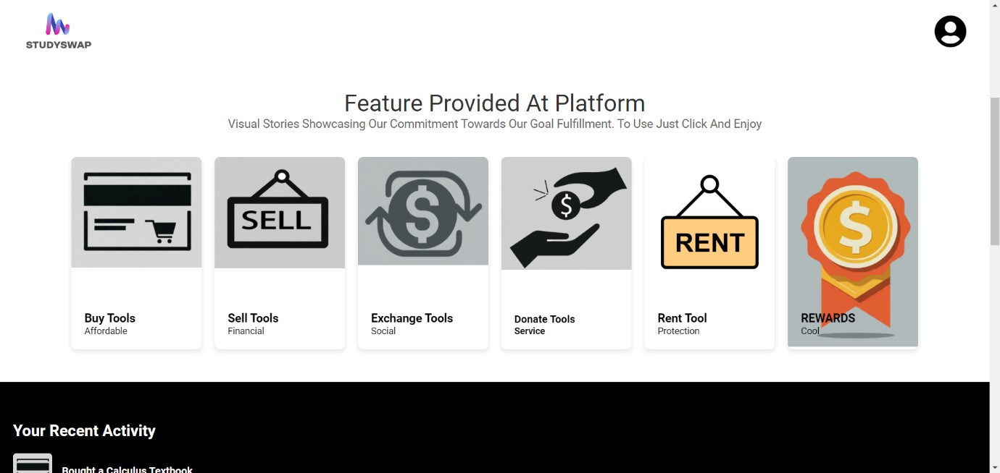 STUDYSWAP
Feature Provided At Platform
Visual Stories Showcasing Our Commitment Towards Our Goal Fulfillment. To Use Just Click And Enjoy
SELL
$
$
RENT
$
Buy Tools
Affordable
Sell Tools
Financial
Exchange Tools
Social
Donate Tools
Service
Rent Tool
Protection
REWARDS
Cool
Your Recent Activity
Bought a Calculus Textbook